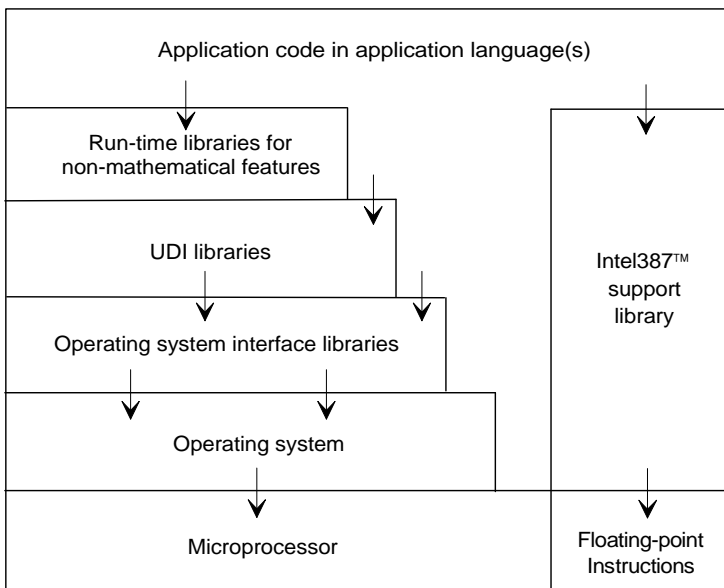 Application code in application language(s)
Run-time libraries for
non-mathematical features
UDI libraries
Intel387™
support
library
Operating system interface libraries
Operating system
Microprocessor
Floating-point
Instructions